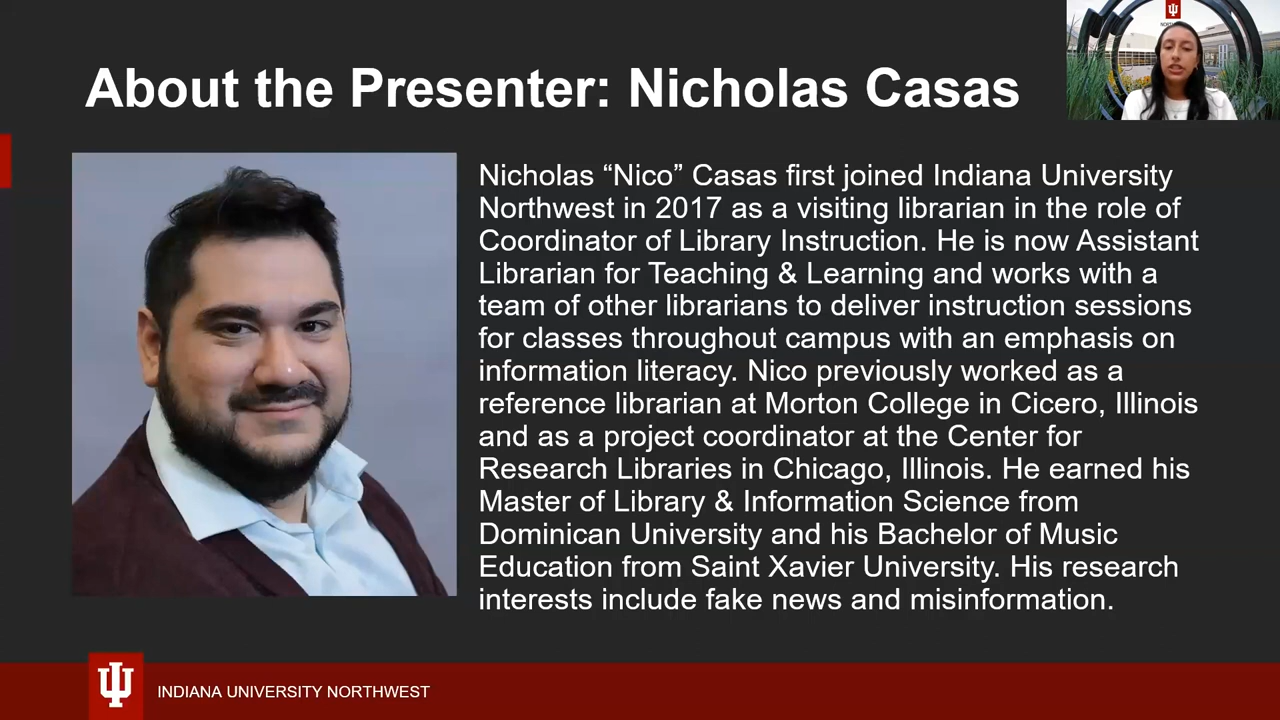 About the Presenter: Nicholas Casas
Nicholas “Nico” Casas first joined Indiana University
Northwest in 2017 as a visiting librarian in the role of
Coordinator of Library Instruction. He is now Assistant
Librarian for Teaching & Learning and works with a
team of other librarians to deliver instruction sessions
for classes throughout campus with an emphasis on
information literacy. Nico previously worked as a
reference librarian at Morton College in Cicero, Illinois
and as a project coordinator at the Center for
Research Libraries in Chicago, Illinois. He earned his
Master of Library & Information Science from
Dominican University and his Bachelor of Music
Education from Saint Xavier University. His research
interests include fake news and misinformation.
INDIANA UNIVERSITY NORTHWEST